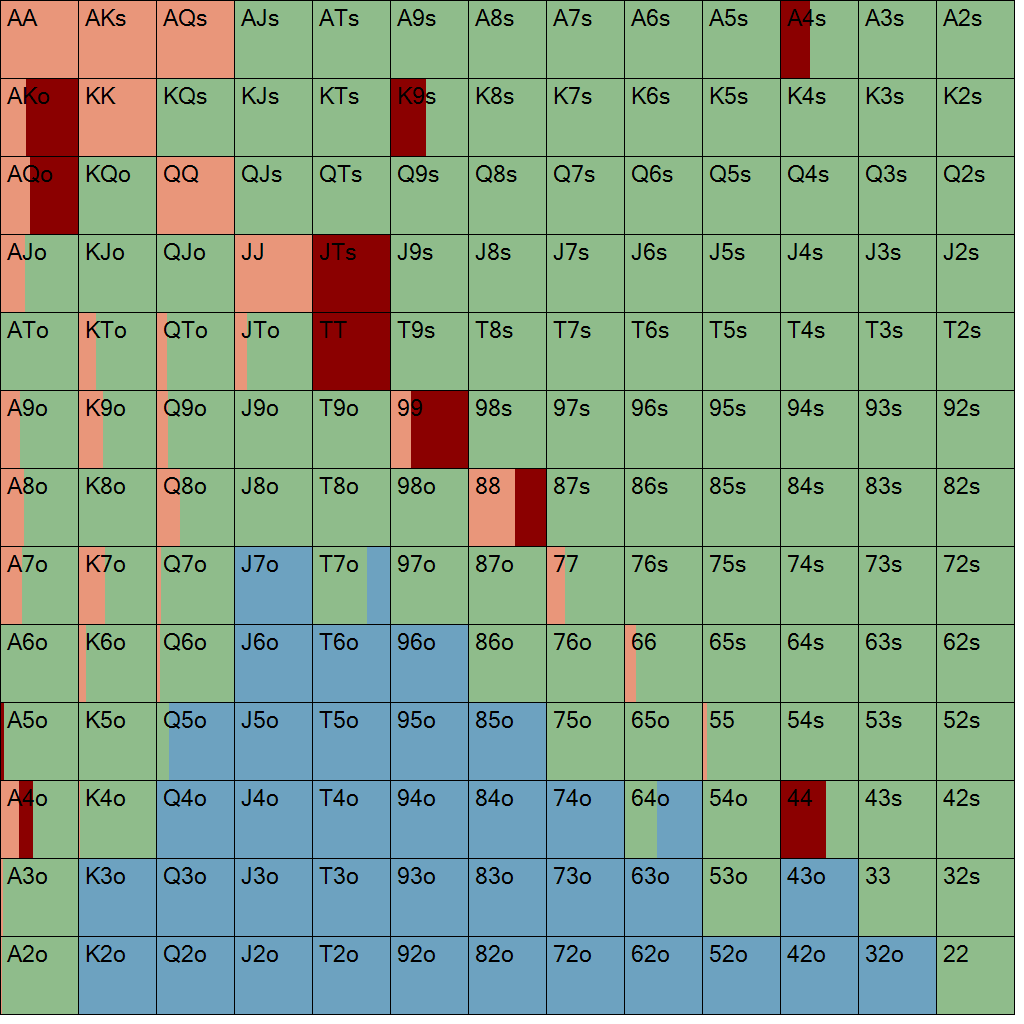 AA AKs AQs AJs ATs A9s A8s A7s A6s A5s A4s A3s A2s
AKo KK KQs KJs KTs K9s K8s K7s K6s K5s K4s K3s K2s
AQo KQo QQ QJs QTs Q9s Q8s Q7s Q6s Q5s Q4s Q3s Q2s
AJo KJo QJo JJ JTs J9s J8s J7s J6s J5s J4s J3s J2s
ATo KTo QTo JTo TT T9s T8s T7s T6s T5s T4s T3s T2s
A9o K9o Q9o J9o T9o 99 98s 97s 96s 95s 94s 93s 92s
A8o K8o Q8o J8o T8o 98o 88 87s 86s 85s 84s 83s 82s
A7o K7o Q7o J7o T7o 97o 87o 77 76s 75s 74s 73s 72s
A6o K6o Q6o J6o T6o 96o 86o 76o 66 65s 64s 63s 62s
A5o K5o Q5o J5o T5o 95o 85o 75o 65o 55 54s 53s 52s
A4o K4o Q4o J4o T4o 94o 84o 74o 64o 54o 44 43s 42s
A3o K3o Q3o J3o T3o 93o 83o 73o 63o 53o 43o 33 32s
A2o K2o Q2o J2o T2o 92o 82o 72o 62o 52o 42o 32o 22